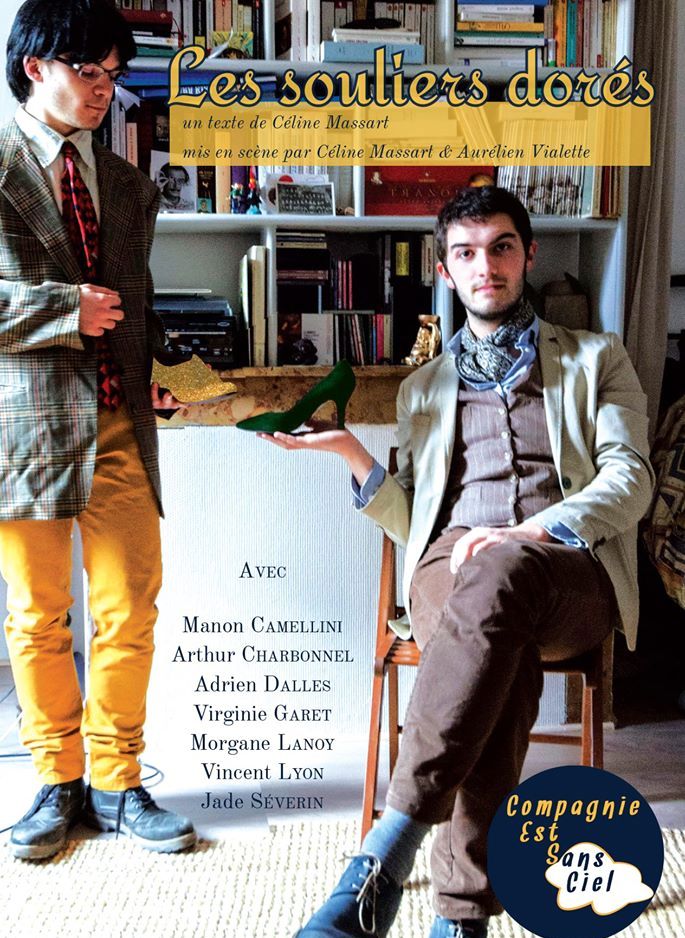 Les souliers dorés
un texte de Céline Massart
mis en scène par Céline Massart & Aurélien Vialette
AVEC
Manon CAMELLINI
Arthur CHARBONNEL
Adrien DALLES
Virginie GARET
Morgane LANOY
Vincent LYON
Jade SÉVERIN
Compagnie
Est
Sans
Ciel